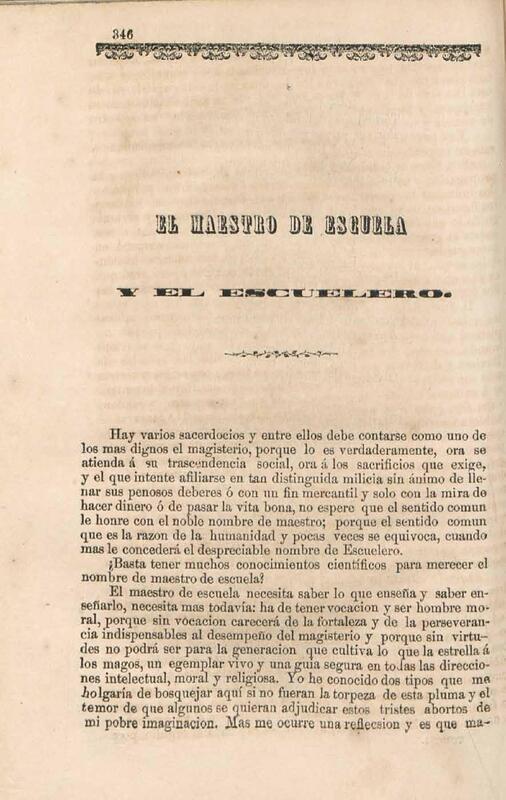 346
EL MAESTRO DE ESCUELA
Y EL ESCUELERO.
Hay varios sacerdocios y entre ellos debe contarse como uno de
los mas dignos el magisterio, porque lo es verdaderamente, ora se
atienda á su trascendencia social, ora á los sacrificios que exige,
y el que intente afiliarse en tan distinguida milicia sin ánimo de lle-
nar sus penosos deberes ó con un fin mercantil y solo con la mira de
hacer dinero ó de pasar la vita bona, no espere que el sentido comun
le honre con el noble nombre de maestro; porque el sentido comun
que es la razon de la humanidad y pocas veces se equivoca, cuando
mas le concederá el despreciable nombre de Escuelero.
¿Basta tener muchos conocimientos científicos para merecer el
nombre de maestro de escuela?
El maestro de escuela necesita saber lo que enseña y saber en-
señarlo, necesita mas todavia: ha de tener vocacion y ser hombre mo-
ral, porque sin vocacion carecerá de la fortaleza y de la perseveran-
cia indispensables al desempeño del magisterio y porque sin virtu-
des no podrá ser para la generacion que cultiva lo que la estrella á
los magos, un egemplar vivo y una guia segura en todas las direccio-
nes intelectual, moral y religiosa. Yo he conocido dos tipos que me
holgaría de bosquejar aquí si no fueran la torpeza de esta pluma y el
temor de que algunos se quieran adjudicar estos tristes abortos de
mi pobre imaginacion. Mas me ocurre una reflecsion y es que ma-